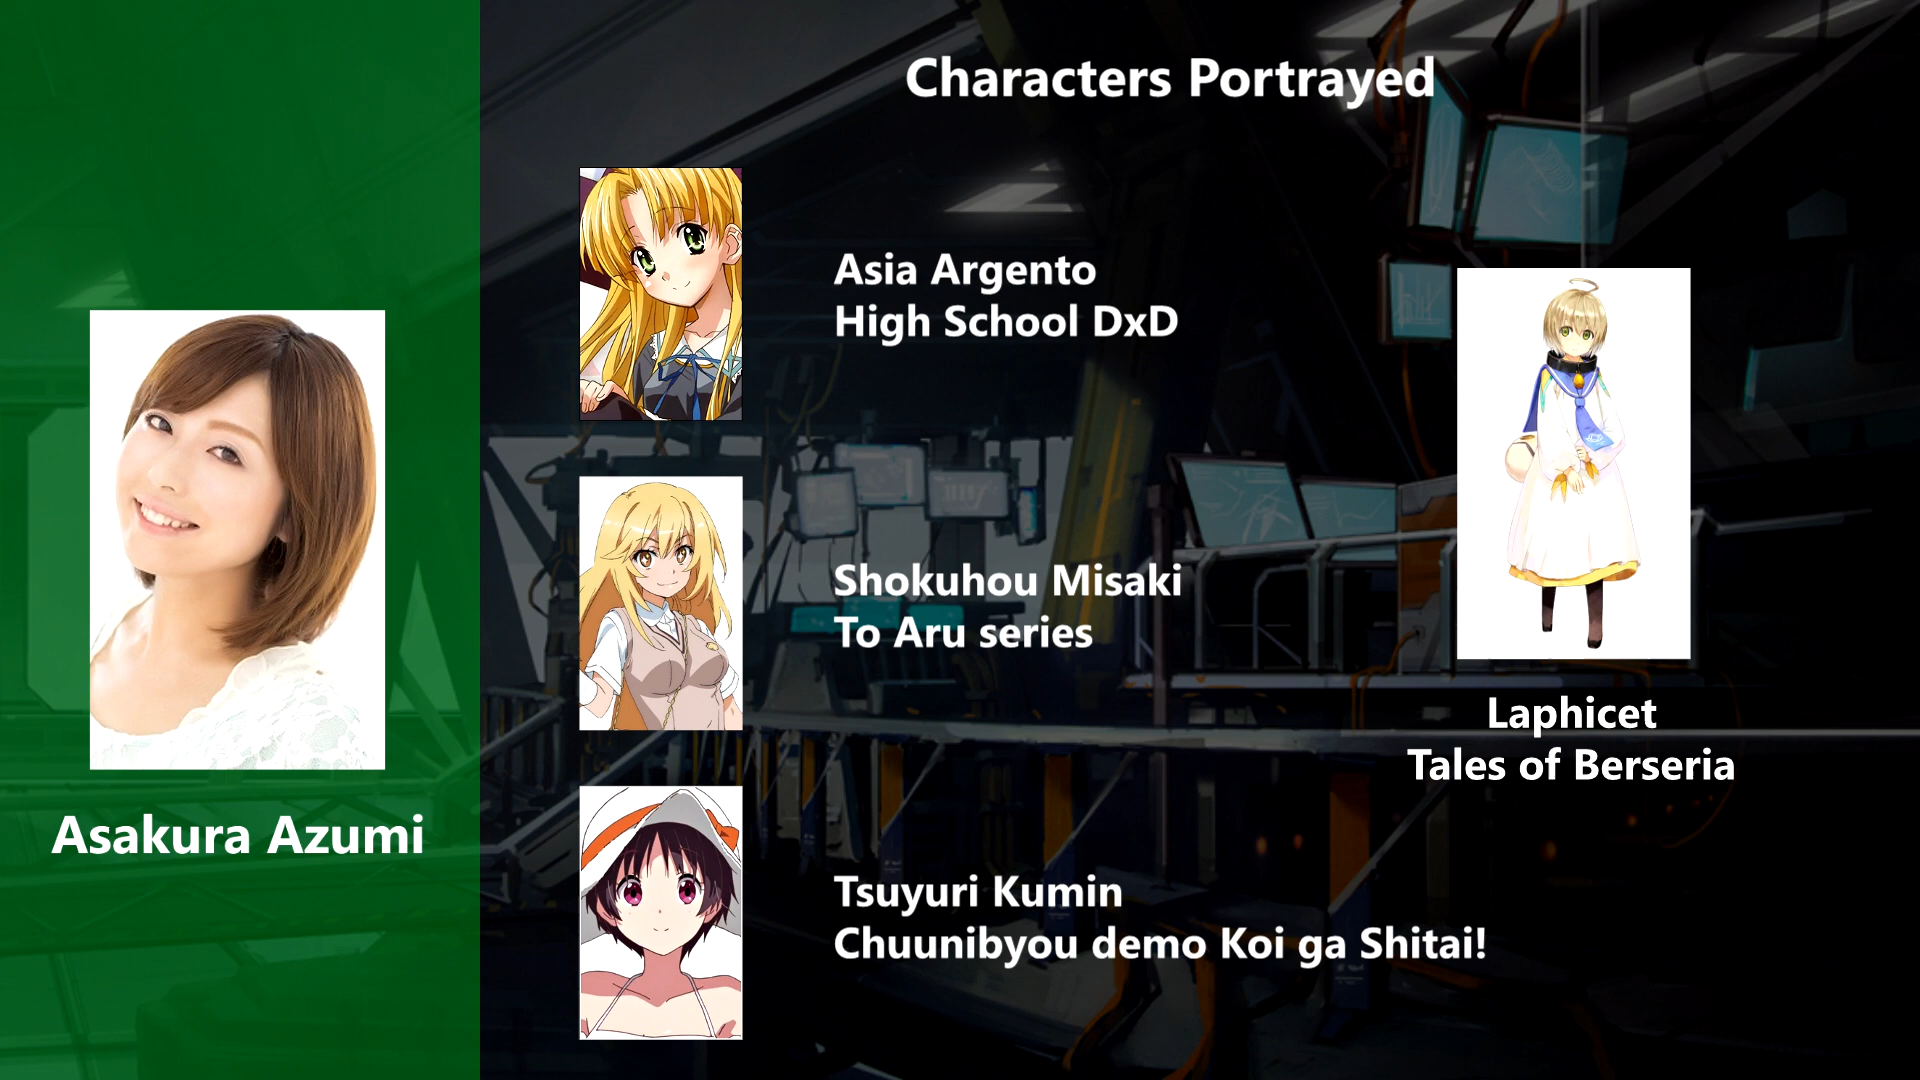 Characters Portrayed
Asia Argento
High School DxD
Shokuhou Misaki
To Aru series
Laphicet
Tales of Berseria
Asakura Azumi
Tsuyuri Kumin
Chuunibyou demo Koi ga Shitai!